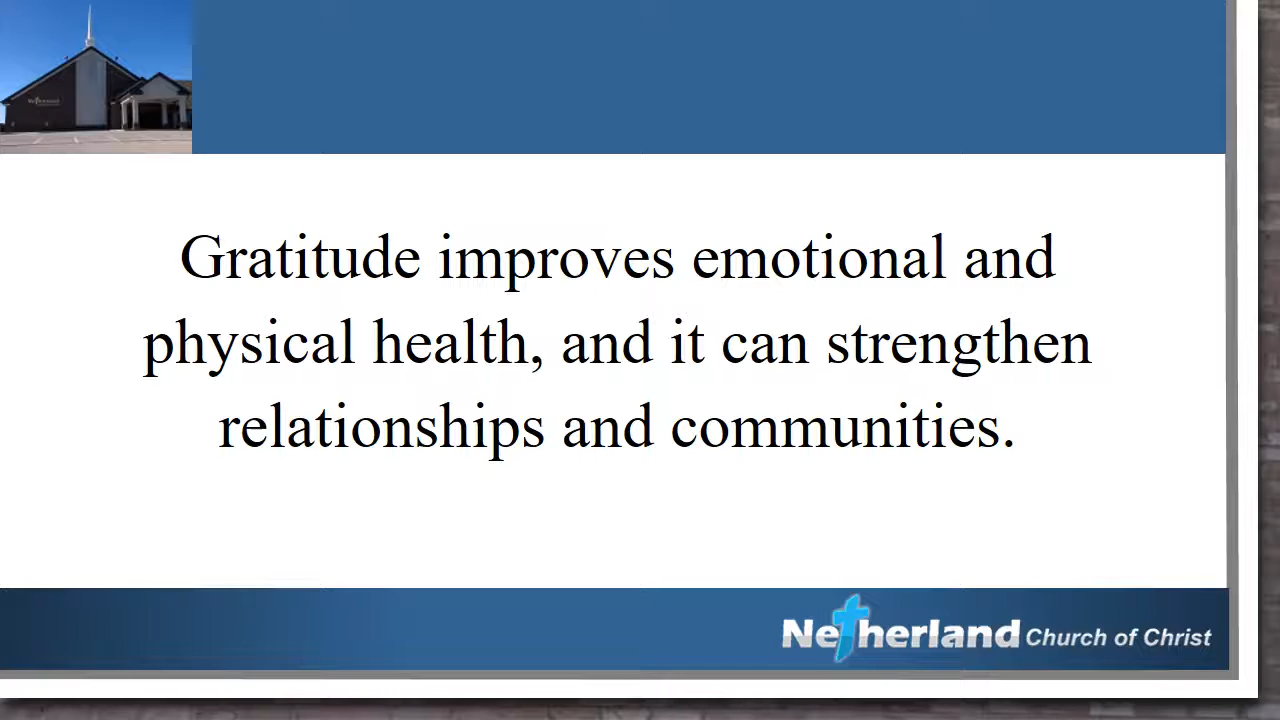 Gratitude improves emotional and
physical health, and it can strengthen
relationships and communities.
Netherland Church of Christ